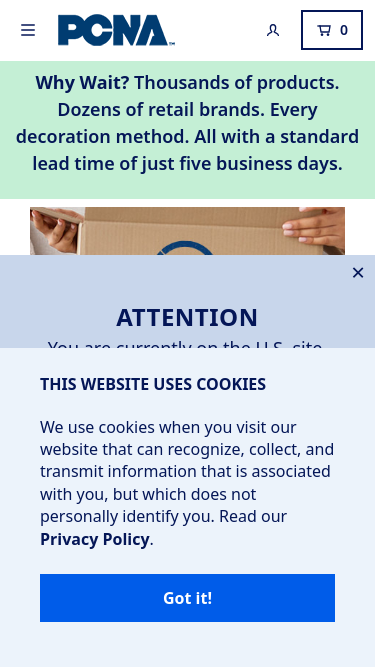 PCNA
0
Why Wait? Thousands of products.
Dozens of retail brands. Every
decoration method. All with a standard
lead time of just five business days.
ATTENTION
You are currently on the U.S. site.
THIS WEBSITE USES COOKIES
We use cookies when you visit our
website that can recognize, collect, and
transmit information that is associated
with you, but which does not
personally identify you. Read our
Privacy Policy.
Got it!